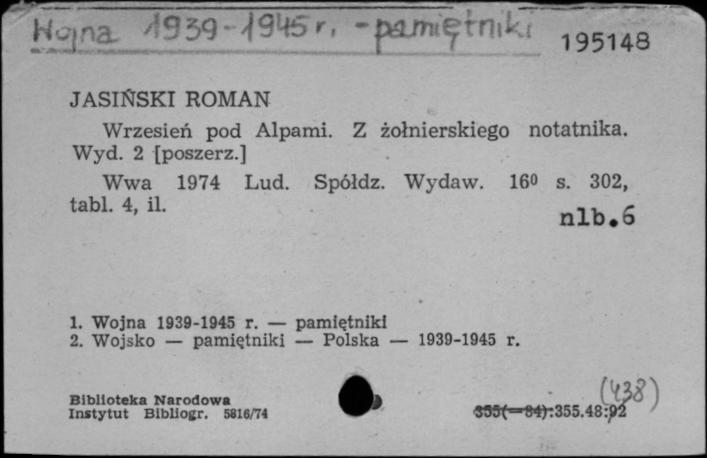 Wojna 1939-1945 r. - pamiętniki
195148
JASIŃSKI ROMAN
Wrzesień pod Alpami. Z żołnierskiego notatnika.
Wyd. 2 [poszerz.]
Wwa 1974 Lud. Spółdz. Wydaw. 16⁰ s. 302,
tabl. 4, il.
nlb.6
1. Wojna 1939-1945 r. — pamiętniki
2. Wojsko — pamiętniki — Polska — 1939-1945 r.
(438)
Biblioteka Narodowa
Instytut Bibliogr. 5816/74
355(—84):355.48:92